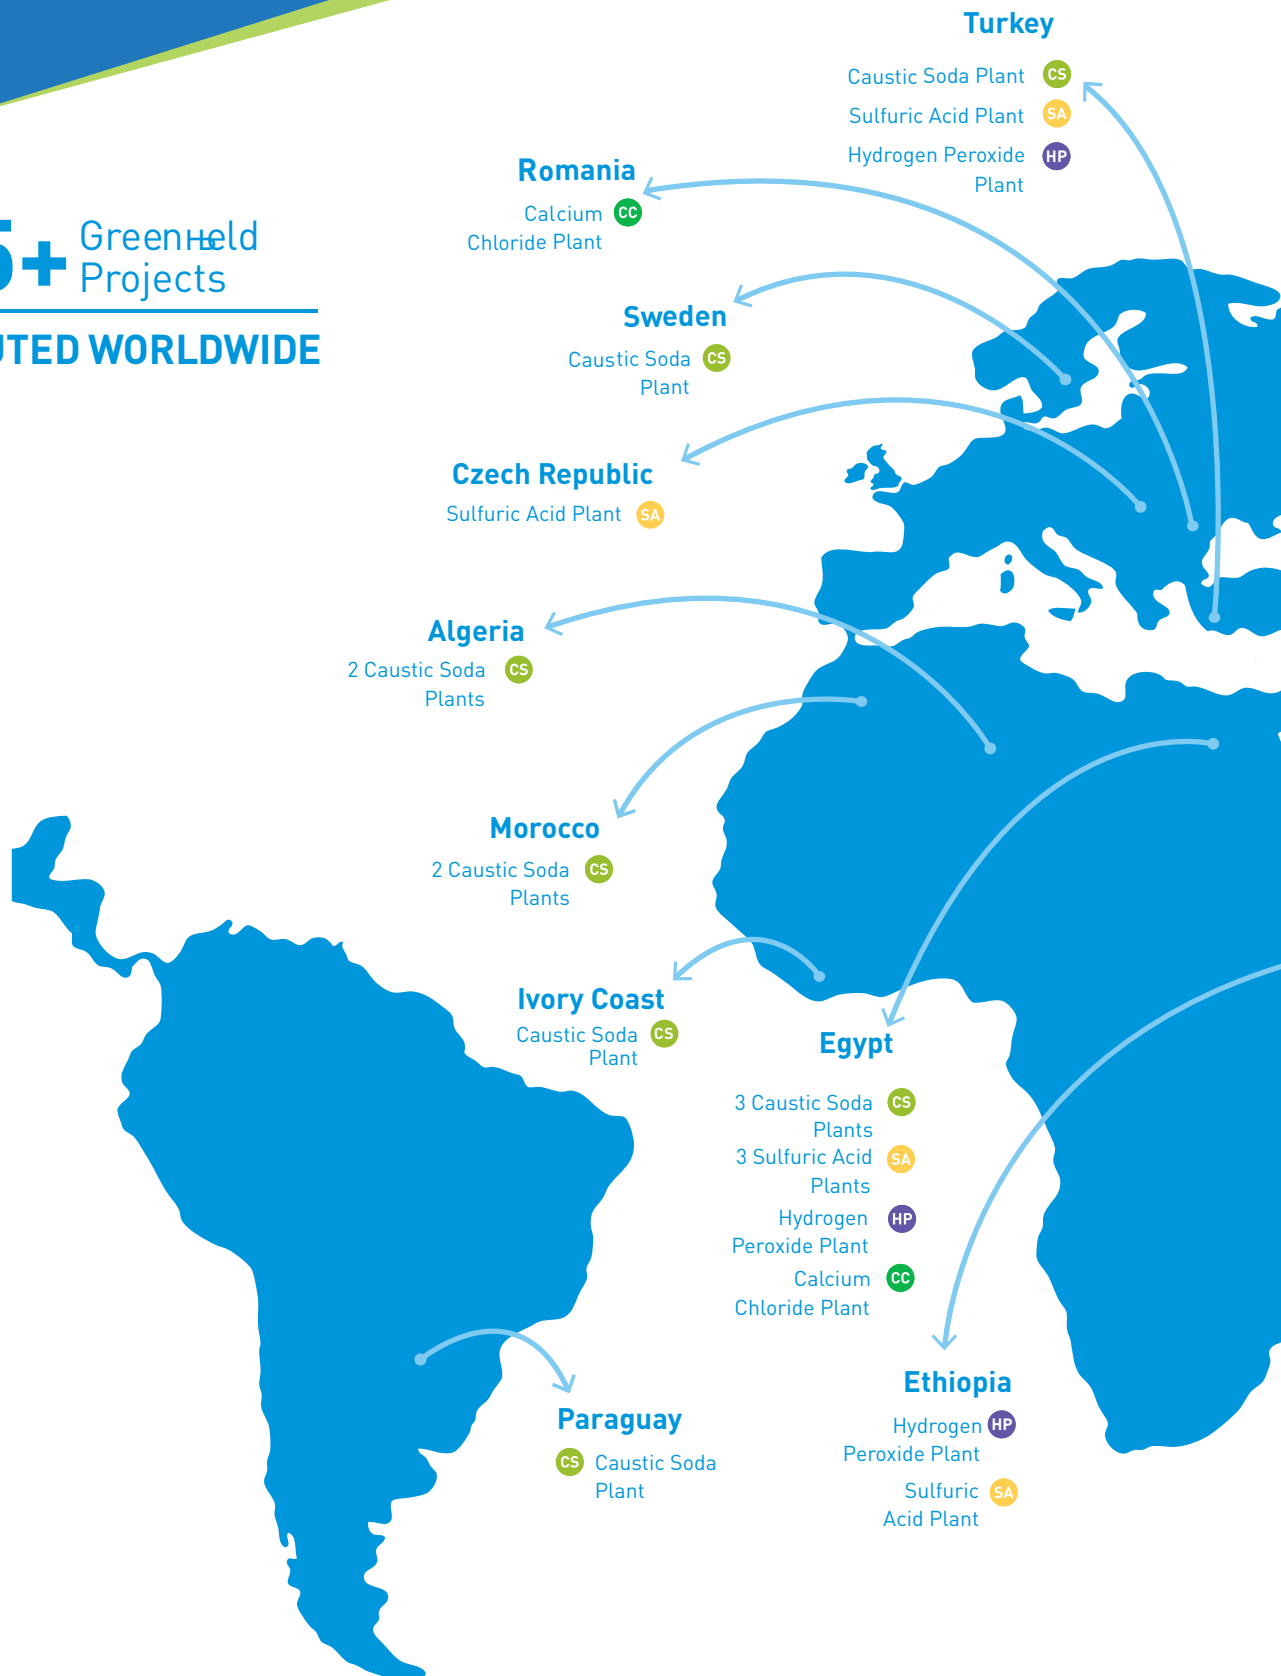 Turkey
Caustic Soda Plant CS
Sulfuric Acid Plant SA
Hydrogen Peroxide HP
Plant
Romania
Calcium CC
Chloride Plant
5+ Greenfield
Projects
UTED WORLDWIDE
Sweden
Caustic Soda CS
Plant
Czech Republic
Sulfuric Acid Plant SA
Algeria
2 Caustic Soda CS
Plants
Morocco
2 Caustic Soda CS
Plants
Ivory Coast
Caustic Soda CS
Plant
Egypt
3 Caustic Soda CS
Plants
3 Sulfuric Acid SA
Plants
Hydrogen HP
Peroxide Plant
Calcium CC
Chloride Plant
Ethiopia
Hydrogen HP
Peroxide Plant
Sulfuric SA
Acid Plant
Paraguay
CS Caustic Soda
Plant